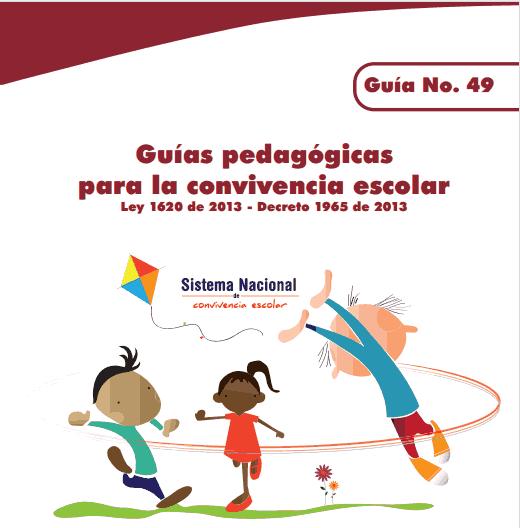 Guía No. 49
Guías pedagógicas
para la convivencia escolar
Ley 1620 de 2013 - Decreto 1965 de 2013
Sistema Nacional
de
convivencia escolar